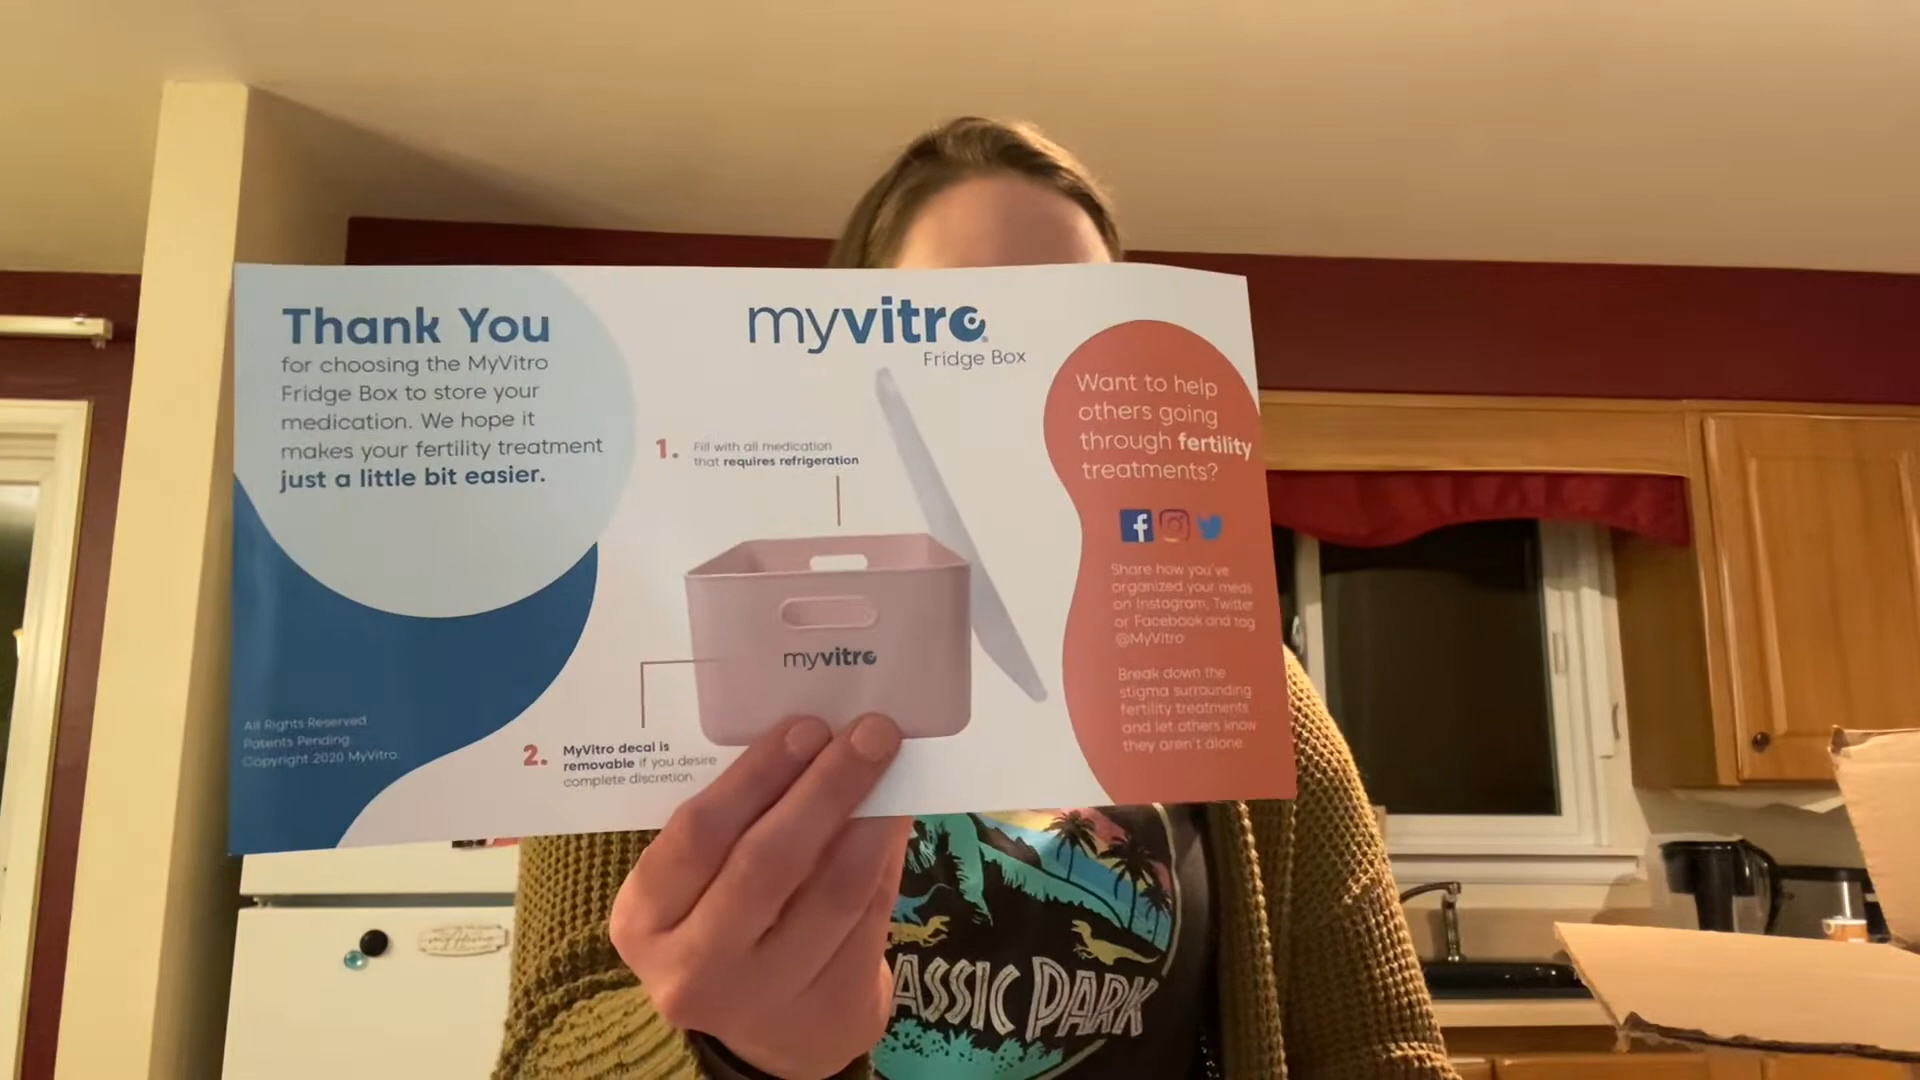 Thank You
for choosing the MyVitro
Fridge Box to store your
medication. We hope it
makes your fertility treatment
just a little bit easier.
All Rights Reserved.
Patents Pending.
Copyright 2020 MyVitro.
myvitro
Fridge Box
1. Fill with all medication
that requires refrigeration
myvitro
2. MyVitro decal is
removable if you desire
complete discretion.
Want to help
others going
through fertility
treatments?
Share how you've
organized your meds
on Instagram, Twitter
or Facebook and tag
@MyVitro
Break down the
stigma surrounding
fertility treatments
and let others know
they aren't alone.
ASSIC PARK